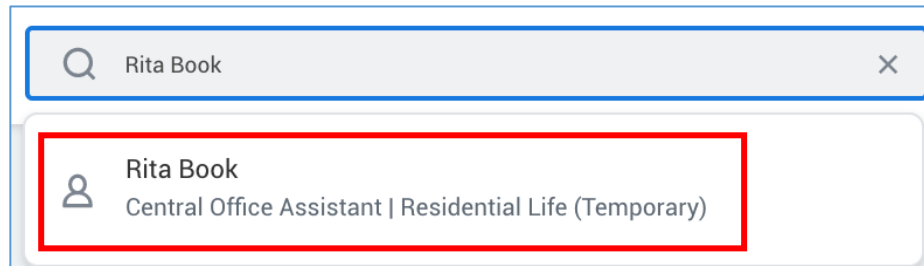 Rita Book
Rita Book
Central Office Assistant | Residential Life (Temporary)